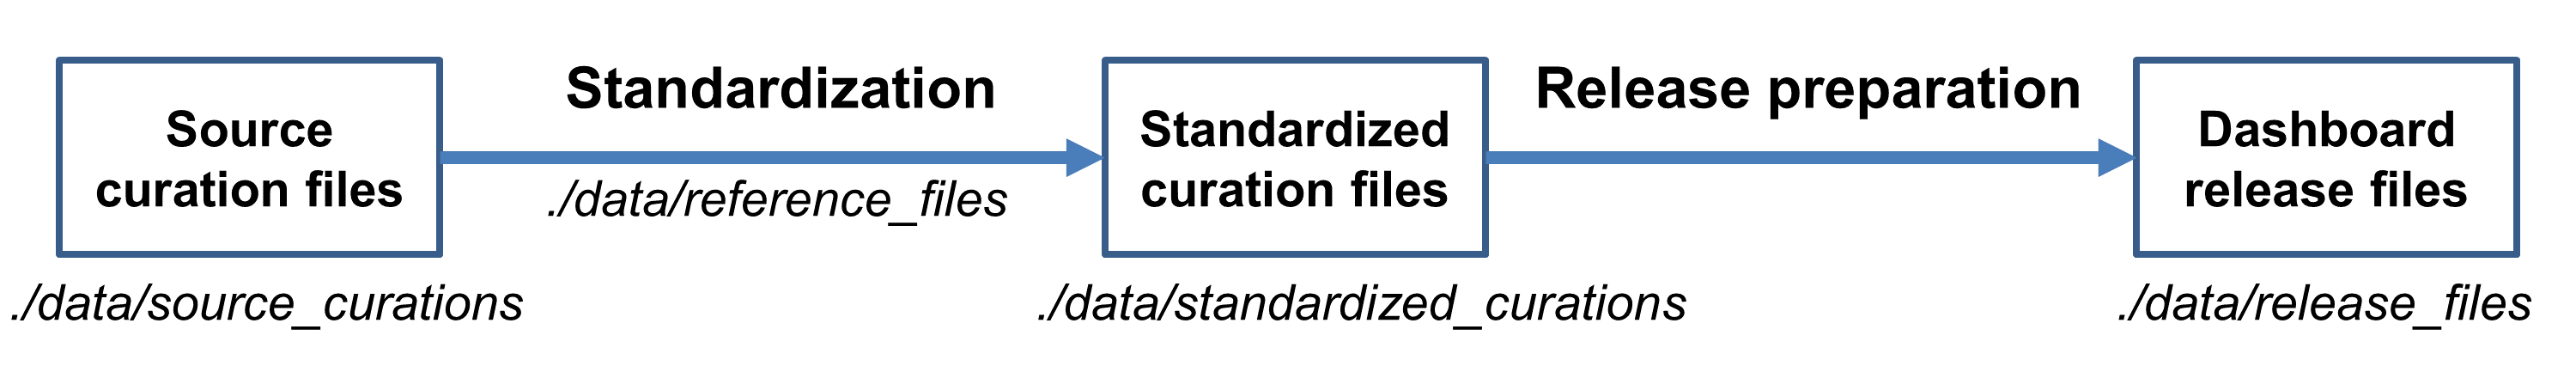 Source
curation files
./data/source_curations
Standardization
./data/reference_files
Standardized
curation files
./data/standardized_curations
Release preparation
Dashboard
release files
./data/release_files